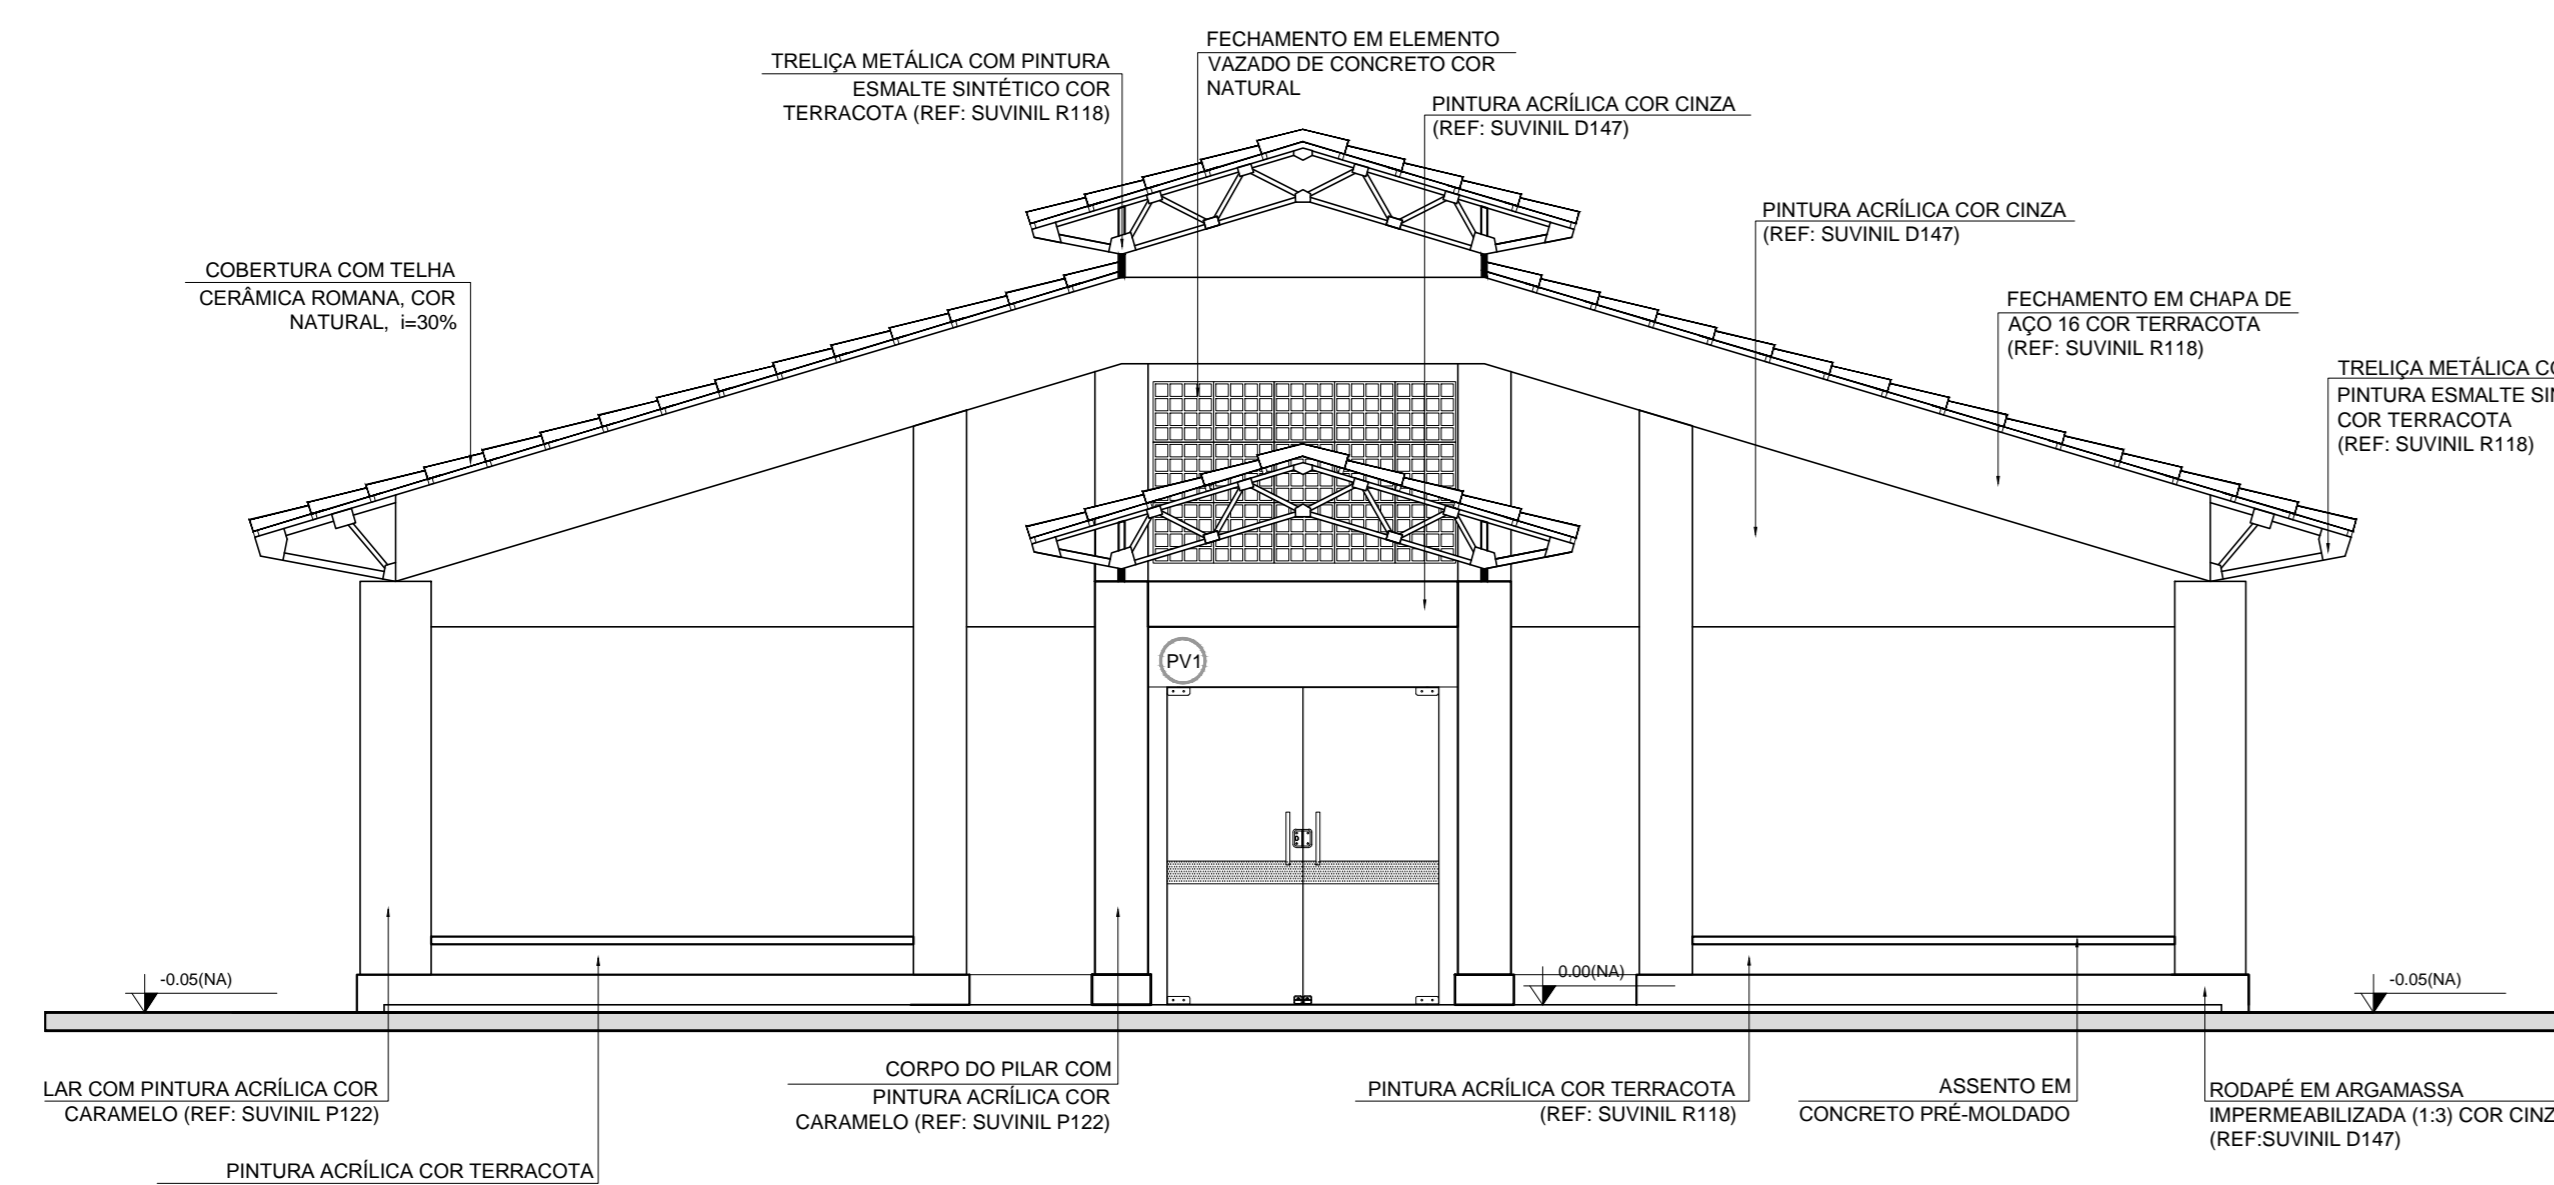 FECHAMENTO EM ELEMENTO
VAZADO DE CONCRETO COR
NATURAL
TRELIÇA METÁLICA COM PINTURA
ESMALTE SINTÉTICO COR
TERRACOTA (REF: SUVINIL R118)
PINTURA ACRÍLICA COR CINZA
(REF: SUVINIL D147)
PINTURA ACRÍLICA COR CINZA
(REF: SUVINIL D147)
COBERTURA COM TELHA
CERÂMICA ROMANA, COR
NATURAL, i=30%
FECHAMENTO EM CHAPA DE
AÇO 16 COR TERRACOTA
(REF: SUVINIL R118)
TRELIÇA METÁLICA
PINTURA ESMALTE
COR TERRACOTA
(REF: SUVINIL R118)
PV1
-0.05(NA)
0.00(NA)
-0.05(NA)
LAR COM PINTURA ACRÍLICA COR
CARAMELO (REF: SUVINIL P122)
CORPO DO PILAR COM
PINTURA ACRÍLICA COR
CARAMELO (REF: SUVINIL P122)
PINTURA ACRÍLICA COR TERRACOTA
(REF: SUVINIL R118)
ASSENTO EM
CONCRETO PRÉ-MOLDADO
RODAPÉ EM ARGAMASSA
IMPERMEABILIZADA (1:3) COR CINZ
(REF:SUVINIL D147)
PINTURA ACRÍLICA COR TERRACOTA